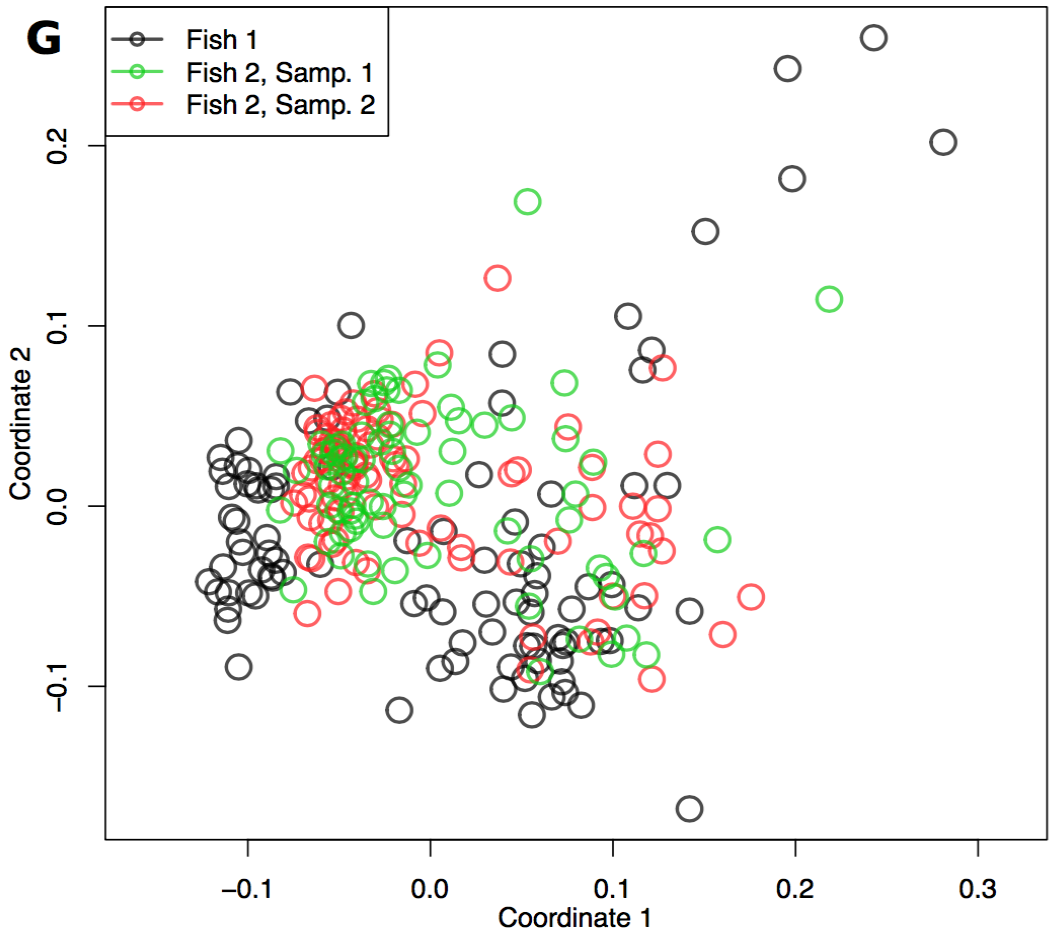 G
Fish 1
Fish 2, Samp. 1
Fish 2, Samp. 2
Coordinate 2
0.2
0.1
0.0
−0.1
−0.1 0.0 0.1 0.2 0.3
Coordinate 1